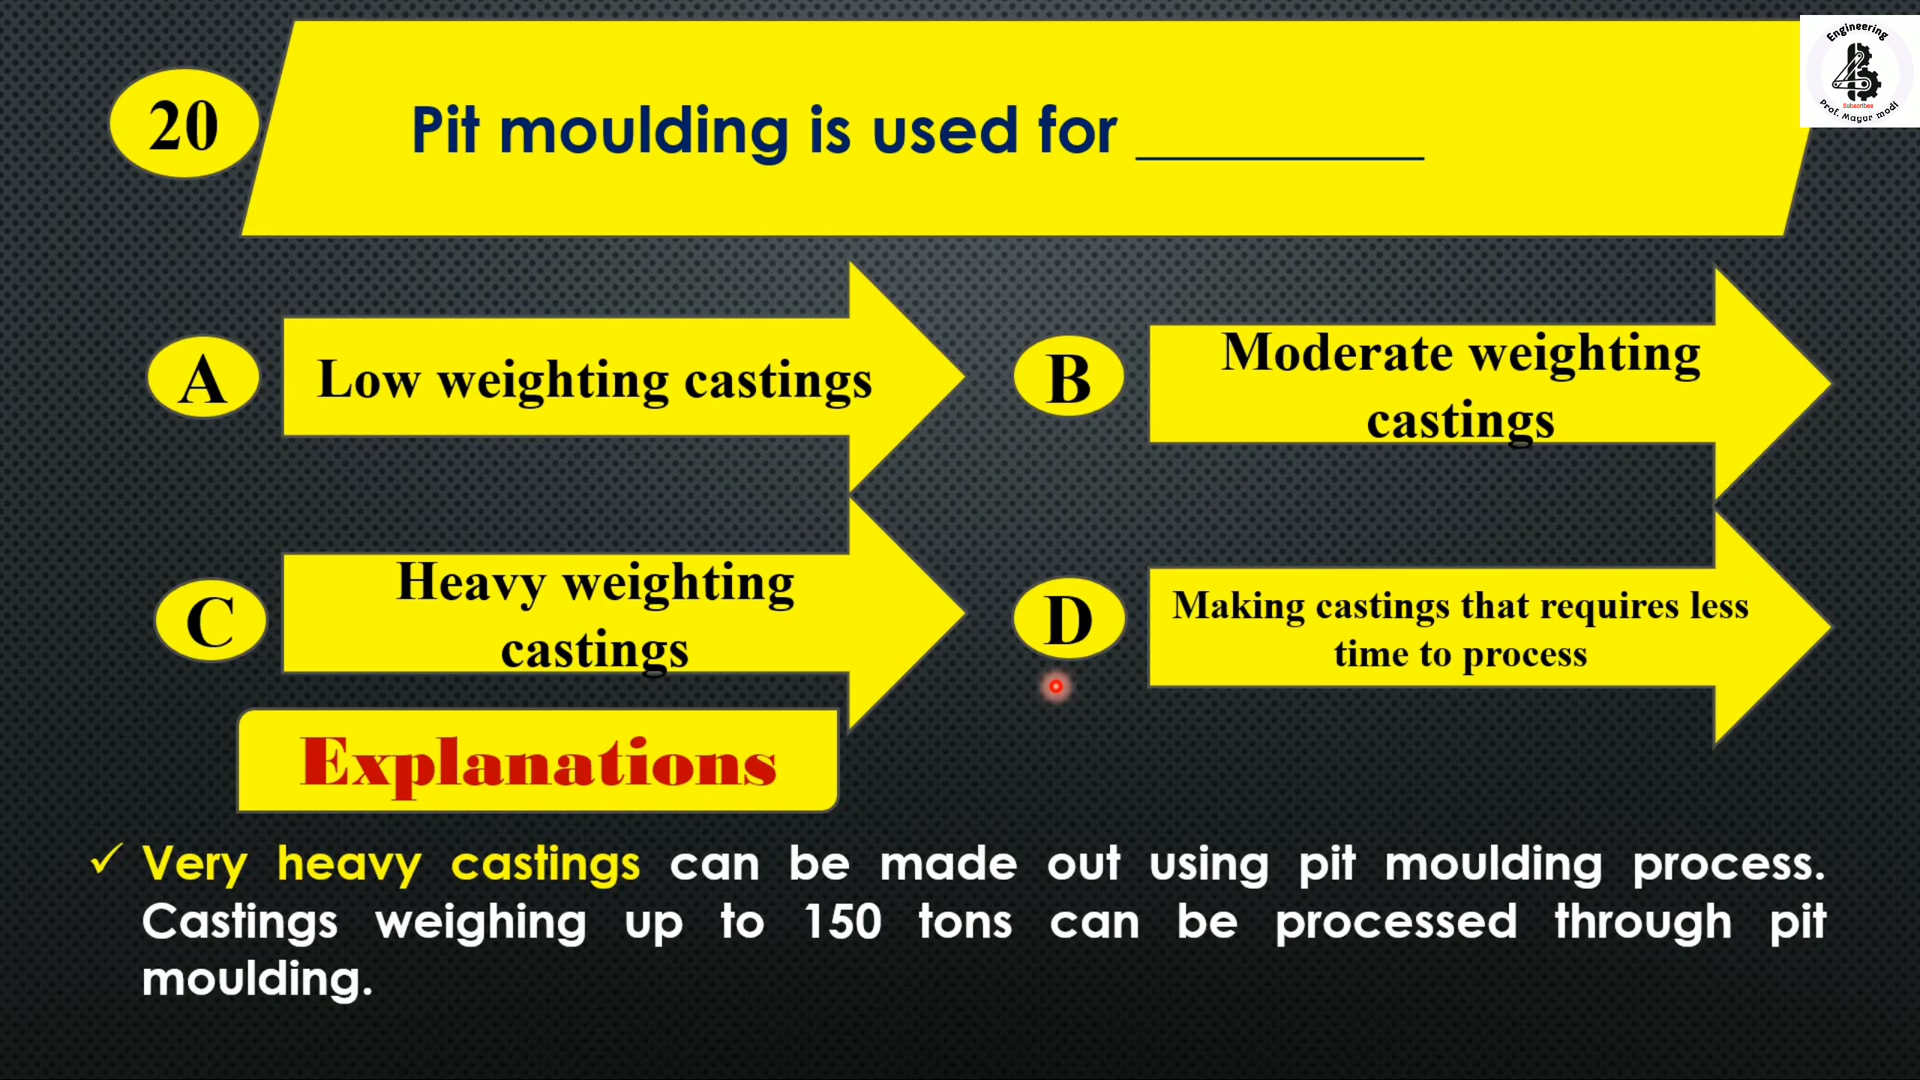 Engineering
Subscribes
Prof. Mayur modi
20
Pit moulding is used for __________
A
Low weighting castings
B
Moderate weighting
castings
C
Heavy weighting
castings
D
Making castings that requires less
time to process
Explanations
✓ Very heavy castings can be made out using pit moulding process.
Castings weighing up to 150 tons can be processed through pit
moulding.